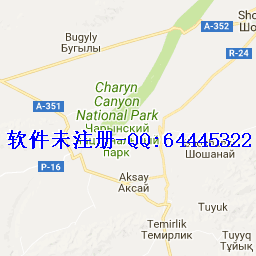 Sho
Шо
A-352
Bugyly
Бугылы
R-24
Charyn
Canyon
National Park
Чарынский
парк
A-351
软件未注册 QQ:64445322
Шошанай
P-16
Aksay
Аксай
Tuyuk
Temirlik
Темирлик
Tuyyq
Тұйық